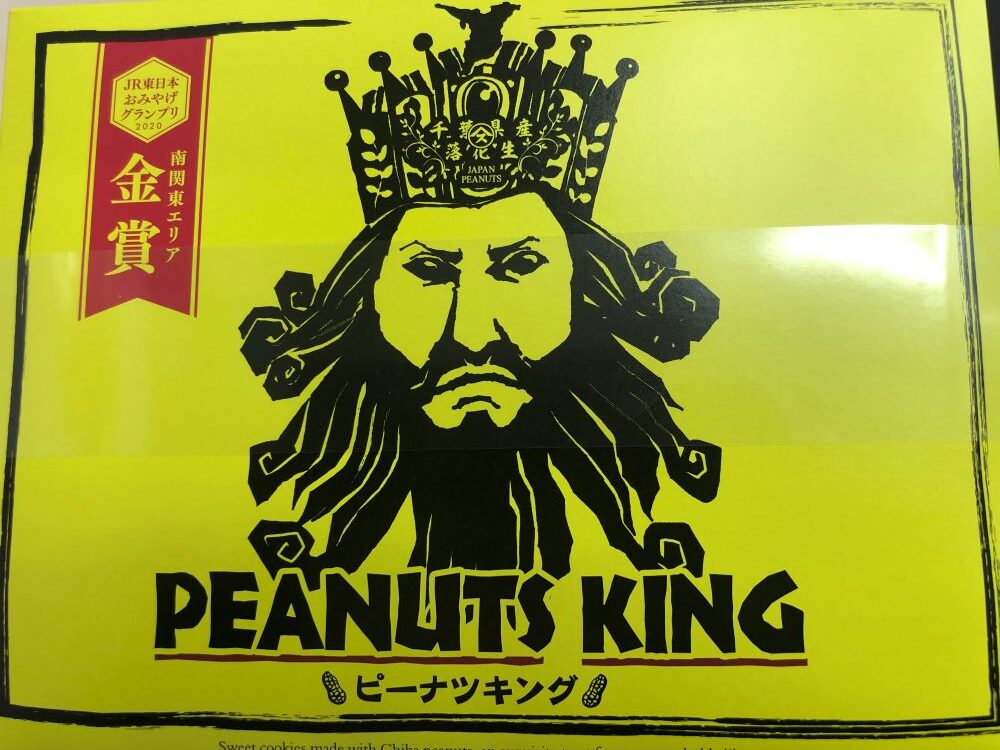 JR東日本
おみやげ
グランプリ
2020
南関東エリア
金賞
千葉県産
落花生
JAPAN
PEANUTS
PEANUTS KING
ピーナツキング
Sweet cookies made with Chiba peanuts, an exquisite